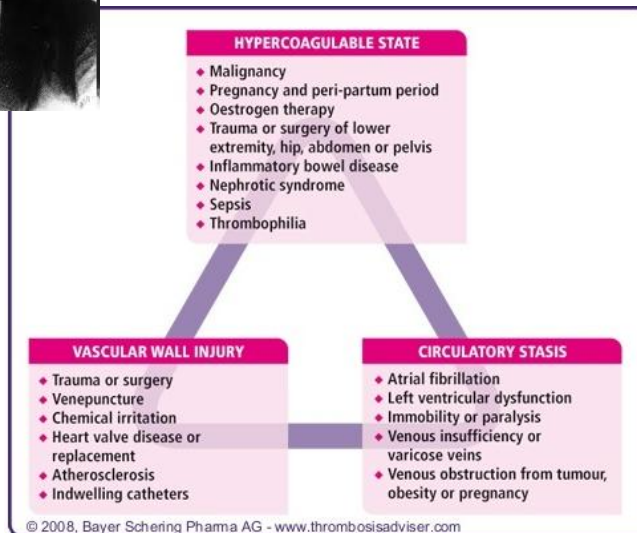 HYPERCOAGULABLE STATE
◆ Malignancy
◆ Pregnancy and peri-partum period
◆ Oestrogen therapy
◆ Trauma or surgery of lower
extremity, hip, abdomen or pelvis
◆ Inflammatory bowel disease
◆ Nephrotic syndrome
◆ Sepsis
◆ Thrombophilia
VASCULAR WALL INJURY
◆ Trauma or surgery
◆ Venepuncture
◆ Chemical irritation
◆ Heart valve disease or
replacement
◆ Atherosclerosis
◆ Indwelling catheters
CIRCULATORY STASIS
◆ Atrial fibrillation
◆ Left ventricular dysfunction
◆ Immobility or paralysis
◆ Venous insufficiency or
varicose veins
◆ Venous obstruction from tumour,
obesity or pregnancy
© 2008, Bayer Schering Pharma AG - www.thrombosisadviser.com